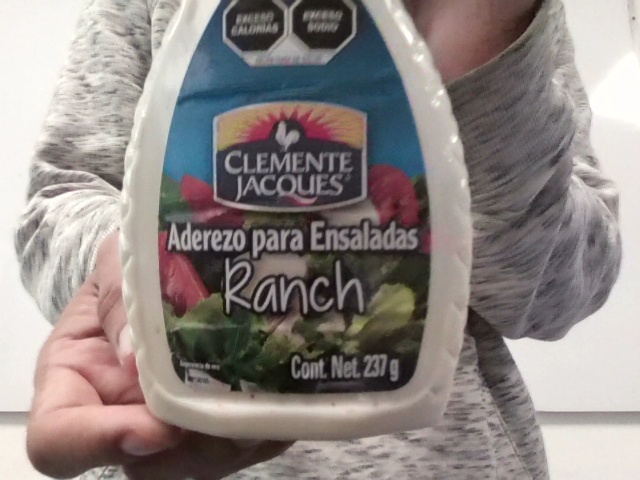 EXCESO
CALORÍAS
EXCESO
SODIO
CLEMENTE
JACQUES
Aderezo para Ensaladas
Ranch
Cont. Net. 237 g